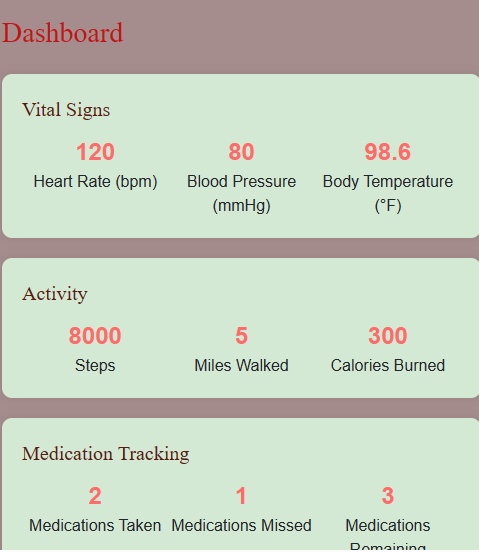 Dashboard
Vital Signs
120 80 98.6
Heart Rate (bpm) Blood Pressure Body Temperature
(mmHg) (°F)
Activity
8000 5 300
Steps Miles Walked Calories Burned
Medication Tracking
2 1 3
Medications Taken Medications Missed Medications
Remaining